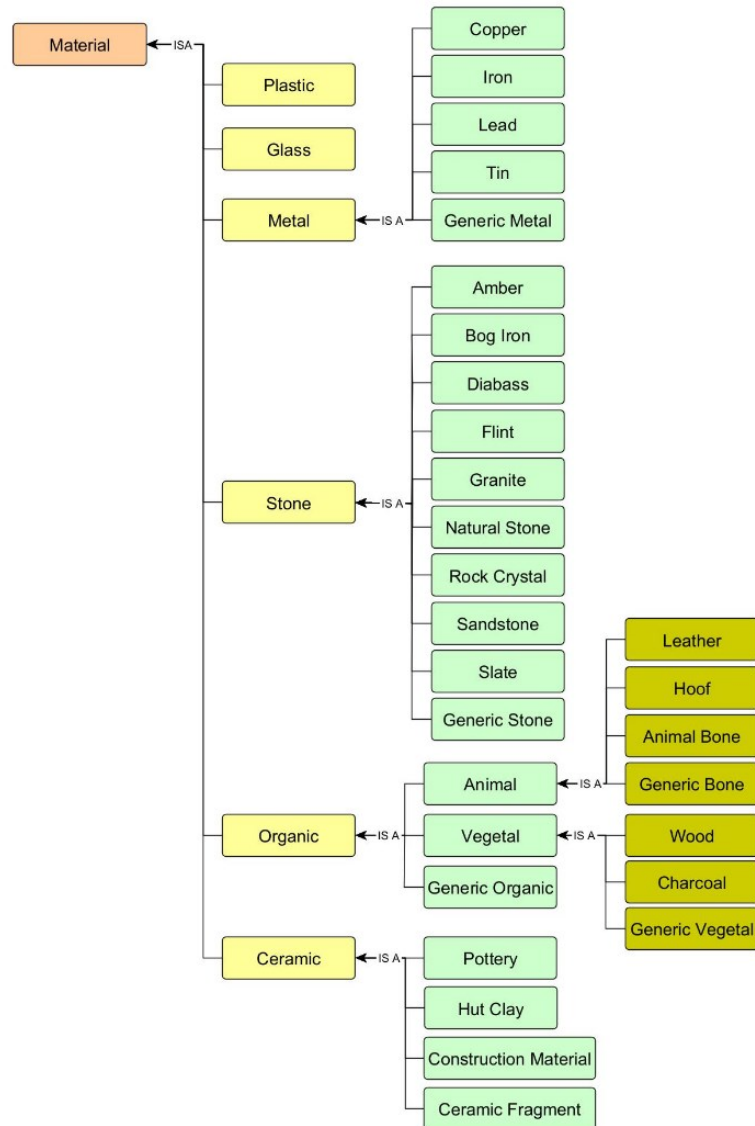 Material
ISA
Plastic
Glass
Metal
IS A
Copper
Iron
Lead
Tin
Generic Metal
Stone
IS A
Amber
Bog Iron
Diabass
Flint
Granite
Natural Stone
Rock Crystal
Sandstone
Slate
Generic Stone
Organic
IS A
Animal
IS A
Leather
Hoof
Animal Bone
Generic Bone
Vegetal
IS A
Wood
Charcoal
Generic Vegetal
Generic Organic
Ceramic
IS A
Pottery
Hut Clay
Construction Material
Ceramic Fragment